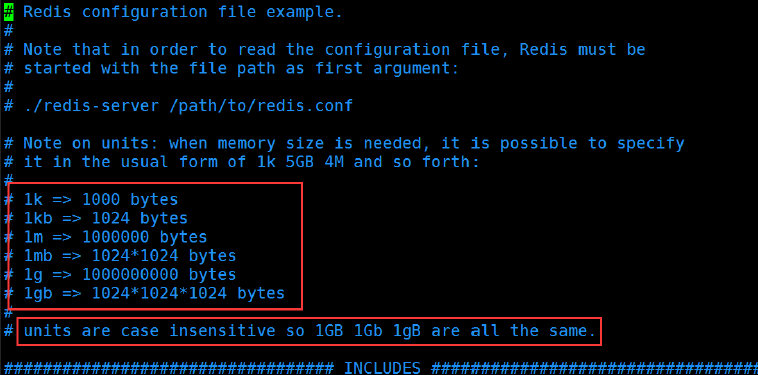 # Redis configuration file example.
#
# Note that in order to read the configuration file, Redis must be
# started with the file path as first argument:
#
# ./redis-server /path/to/redis.conf

# Note on units: when memory size is needed, it is possible to specify
# it in the usual form of 1k 5GB 4M and so forth:
#
# 1k => 1000 bytes
# 1kb => 1024 bytes
# 1m => 1000000 bytes
# 1mb => 1024*1024 bytes
# 1g => 1000000000 bytes
# 1gb => 1024*1024*1024 bytes
#
# units are case insensitive so 1GB 1Gb 1gB are all the same.

################################## INCLUDES ##################################